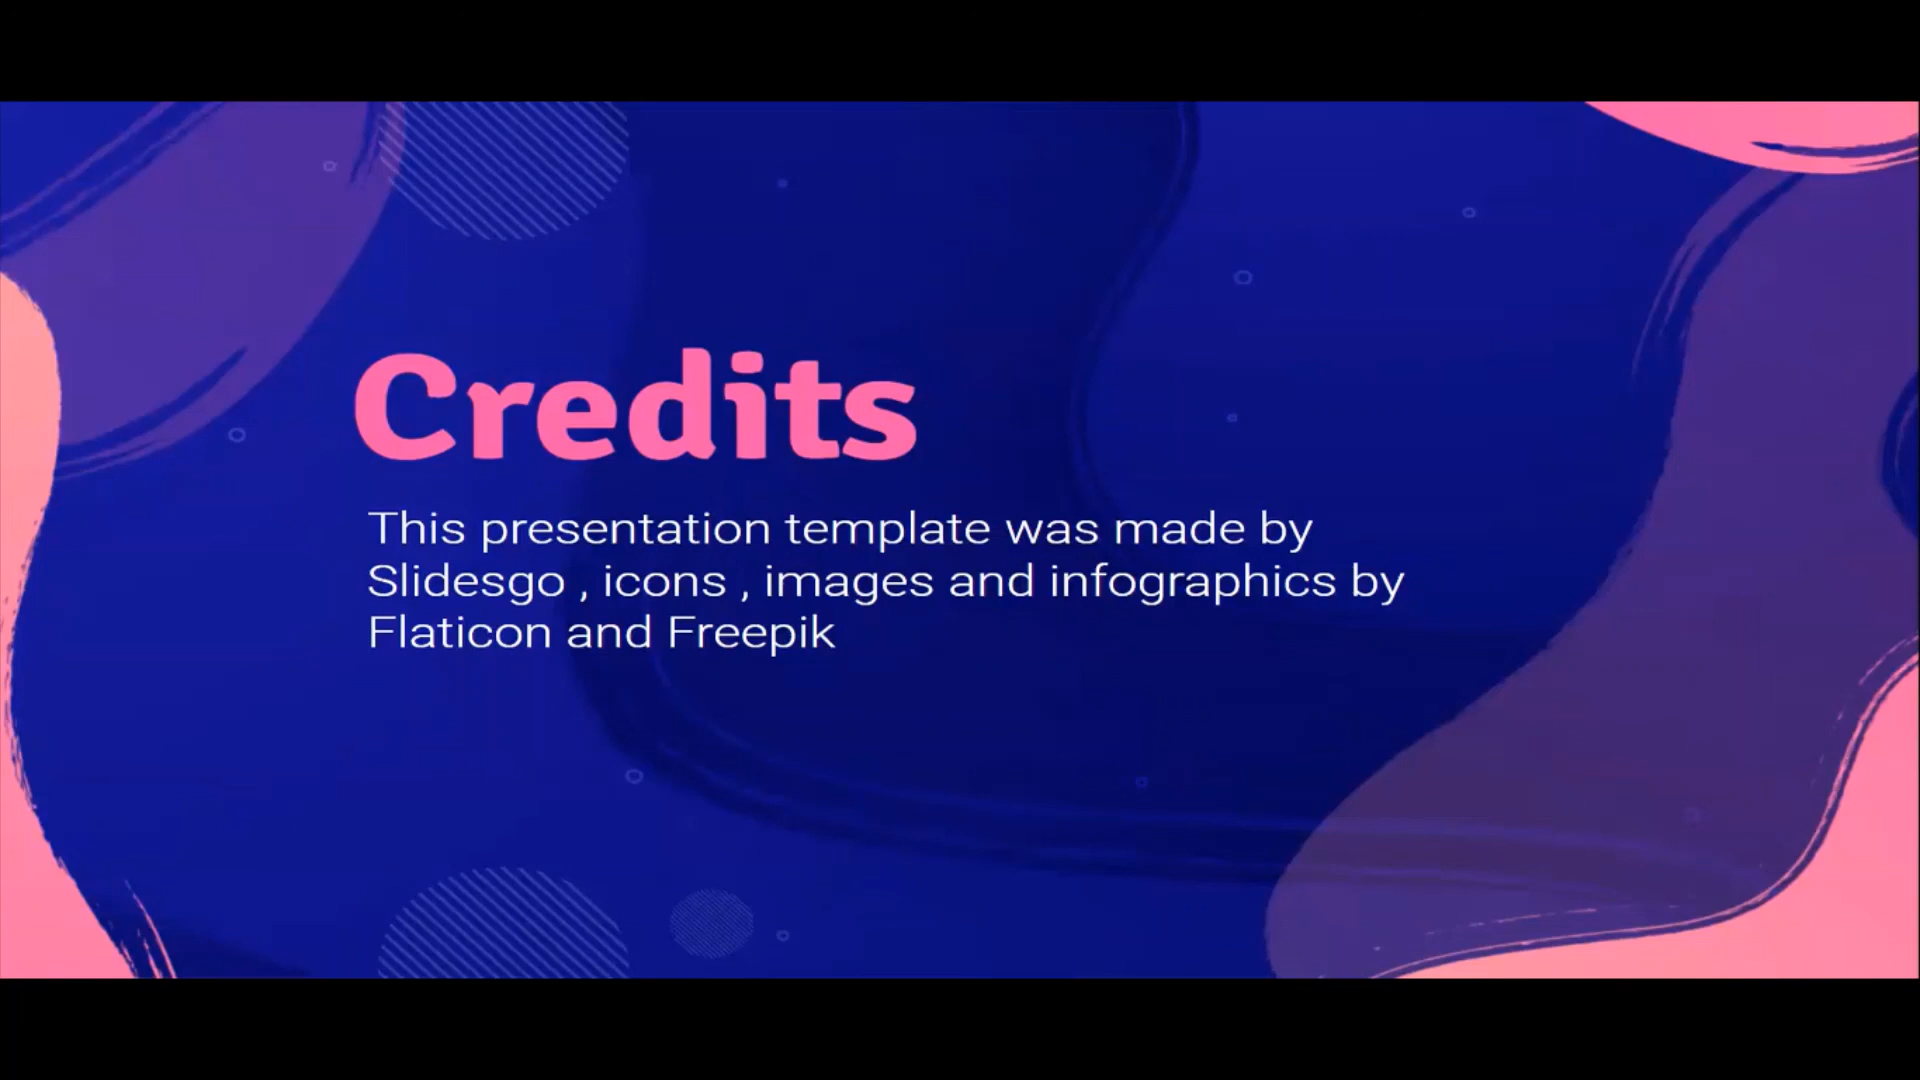 Credits
This presentation template was made by
Slidesgo , icons , images and infographics by
Flaticon and Freepik